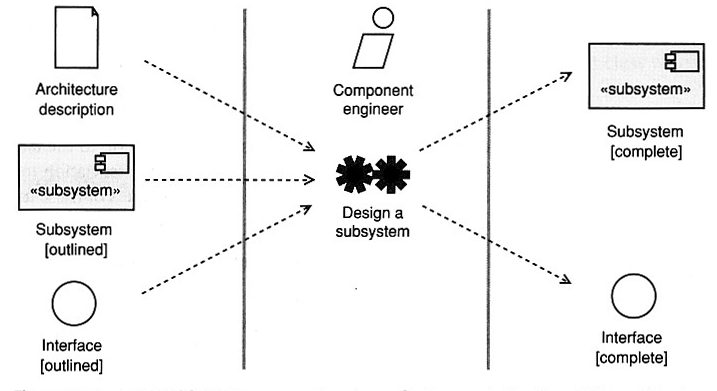 Architecture
description
«subsystem»
Subsystem
[outlined]
Interface
[outlined]
Component
engineer
Design a
subsystem
«subsystem»
Subsystem
[complete]
Interface
[complete]